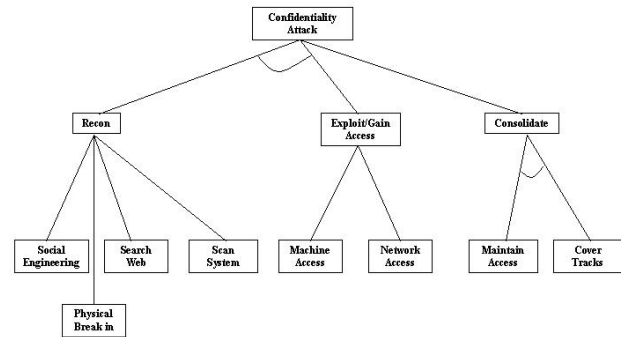 Confidentiality
Attack
Recon
Exploit/Gain
Access
Consolidate
Social
Engineering
Search
Web
Scan
System
Machine
Access
Network
Access
Maintain
Access
Cover
Tracks
Physical
Break in